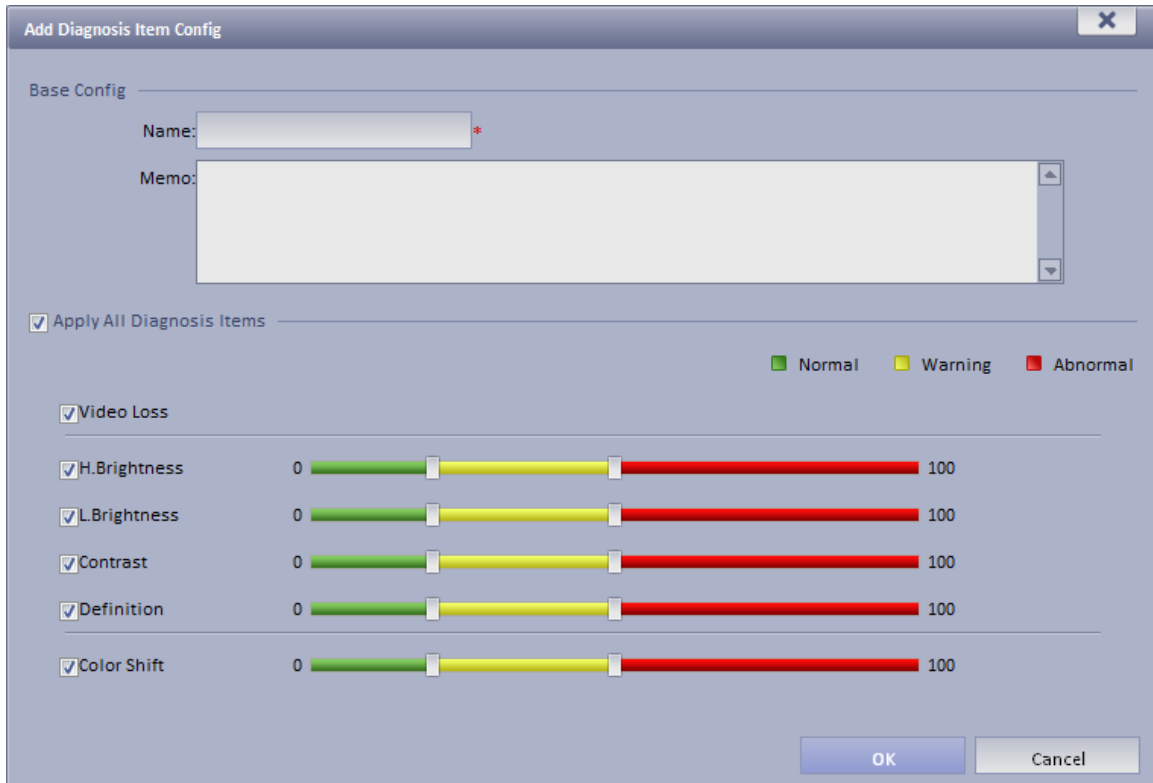 Add Diagnosis Item Config
Base Config
Name: *
Memo:
Apply All Diagnosis Items
Normal Warning Abnormal
Video Loss
H.Brightness 0 100
L.Brightness 0 100
Contrast 0 100
Definition 0 100
Color Shift 0 100
OK Cancel